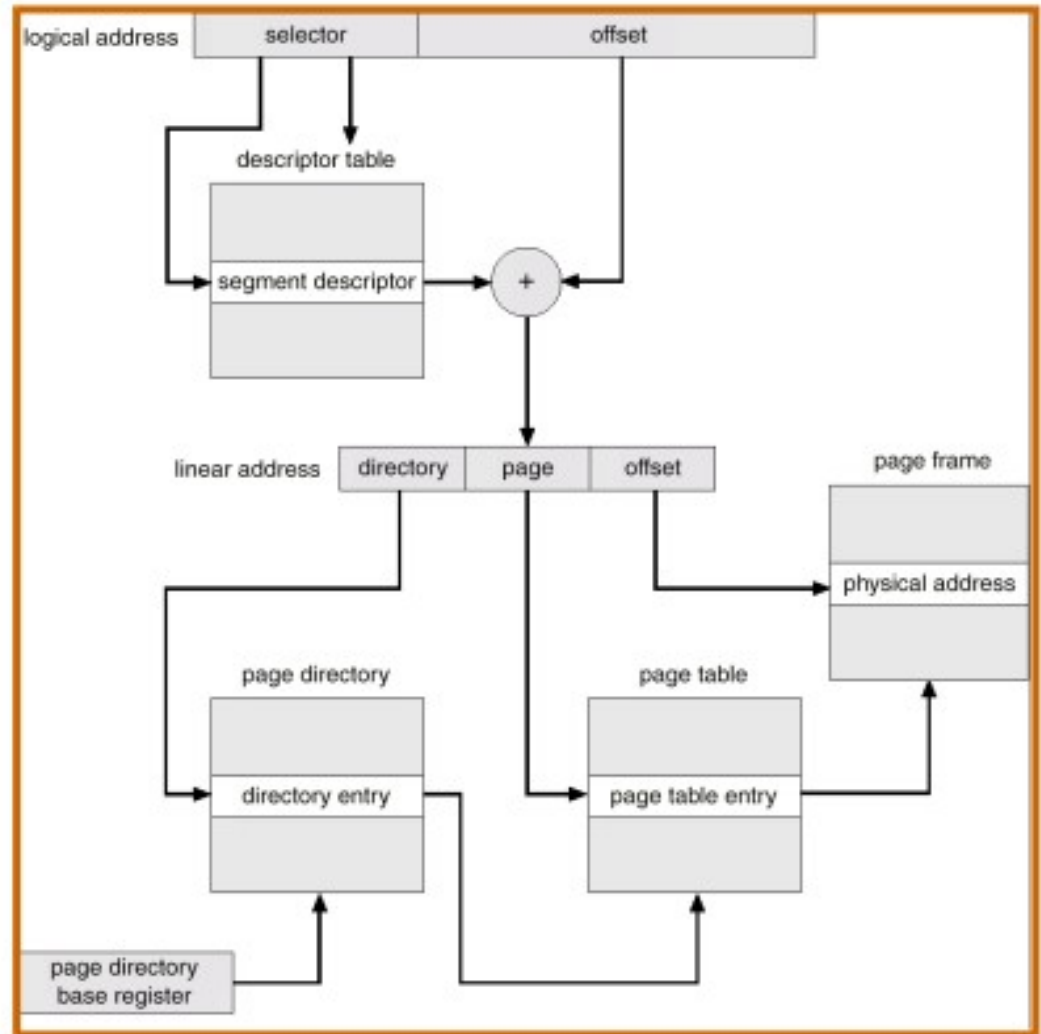 logical address
selector
offset
descriptor table
segment descriptor
+
linear address
directory
page
offset
page frame
physical address
page directory
page table
directory entry
page table entry
page directory
base register